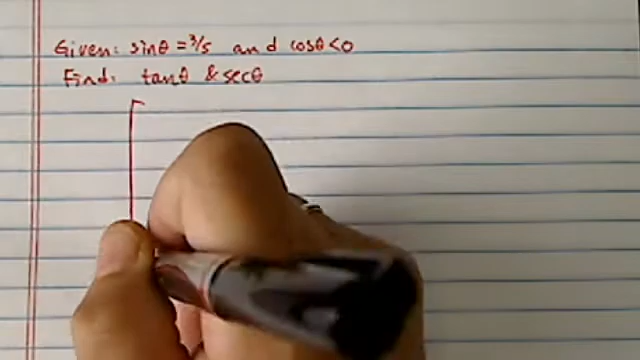 Given: sinθ = 3/5 and cosθ < 0
Find: tanθ & secθ